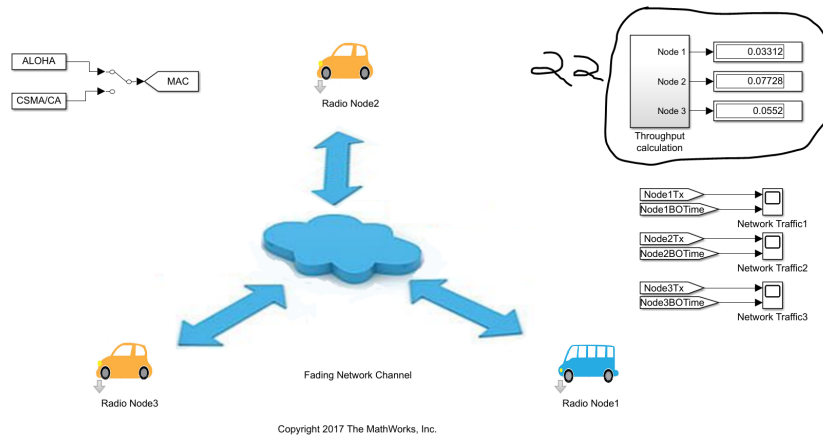 ALOHA
CSMA/CA
MAC
Radio Node2
22
Node 1
0.03312
Node 2
0.07728
Node 3
0.0552
Throughput
calculation
Node1Tx
Node1BOTime
Network Traffic1
Node2Tx
Node2BOTime
Network Traffic2
Node3Tx
Node3BOTime
Network Traffic3
Radio Node3
Fading Network Channel
Radio Node1
Copyright 2017 The MathWorks, Inc.